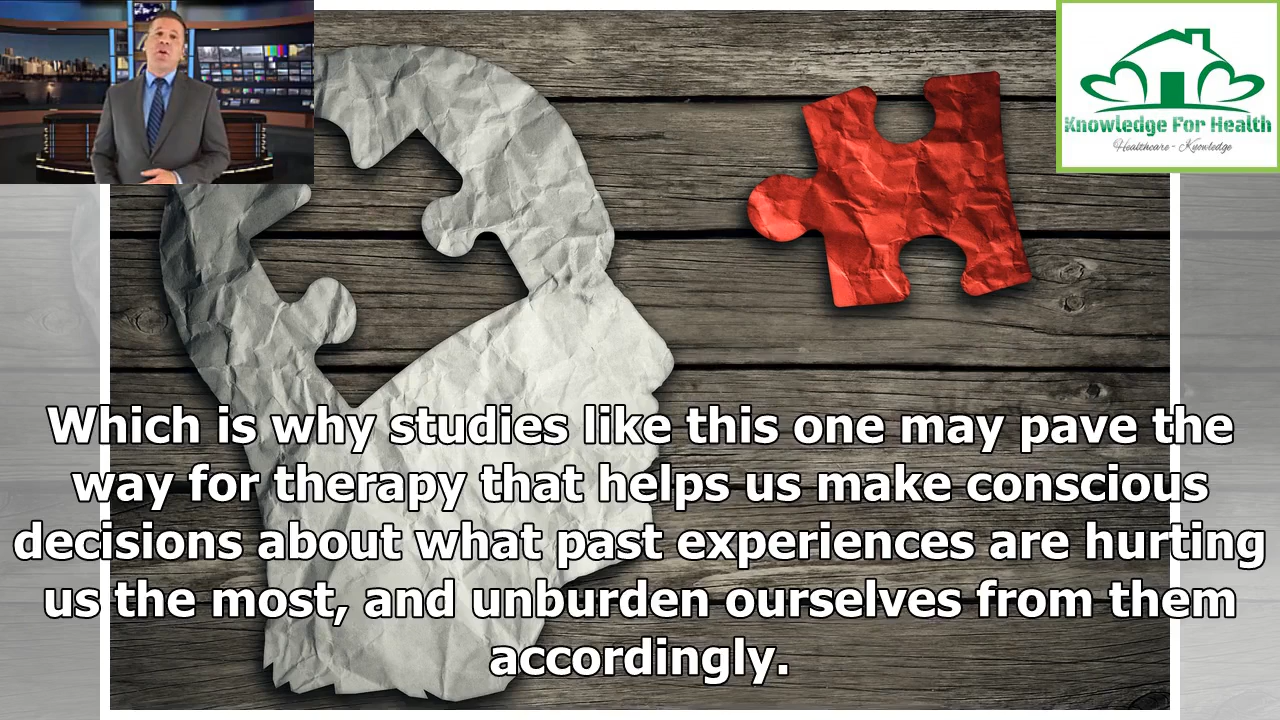 Knowledge For Health
Healthcare - Knowledge
Which is why studies like this one may pave the
way for therapy that helps us make conscious
decisions about what past experiences are hurting
us the most, and unburden ourselves from them
accordingly.